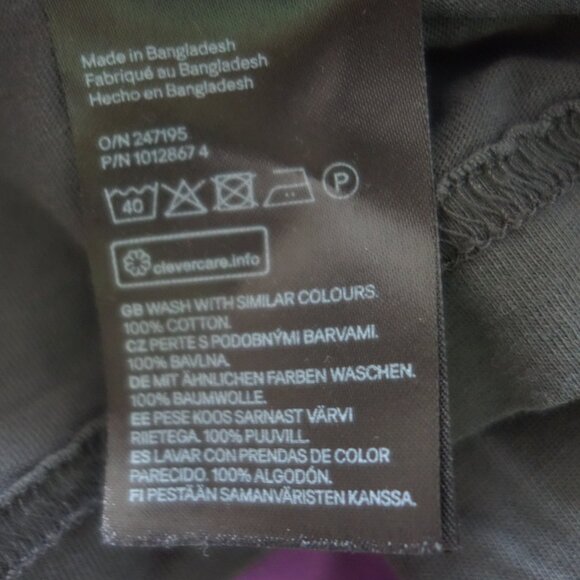 Made in Bangladesh
Fabriqué au Bangladesh
Hecho en Bangladesh
O/N 247195
P/N 1012867 4
40 P
clevercare.info
GB WASH WITH SIMILAR COLOURS.
100% COTTON.
CZ PERTE S PODOBNÝMI BARVAMI.
100% BAVLNA.
DE MIT ÄHNLICHEN FARBEN WASCHEN.
100% BAUMWOLLE.
EE PESE KOOS SARNAST VÄRVI
RIIETEGA. 100% PUUVILL.
ES LAVAR CON PRENDAS DE COLOR
PARECIDO. 100% ALGODÓN.
FI PESTÄÄN SAMANVÄRISTEN KANSSA.